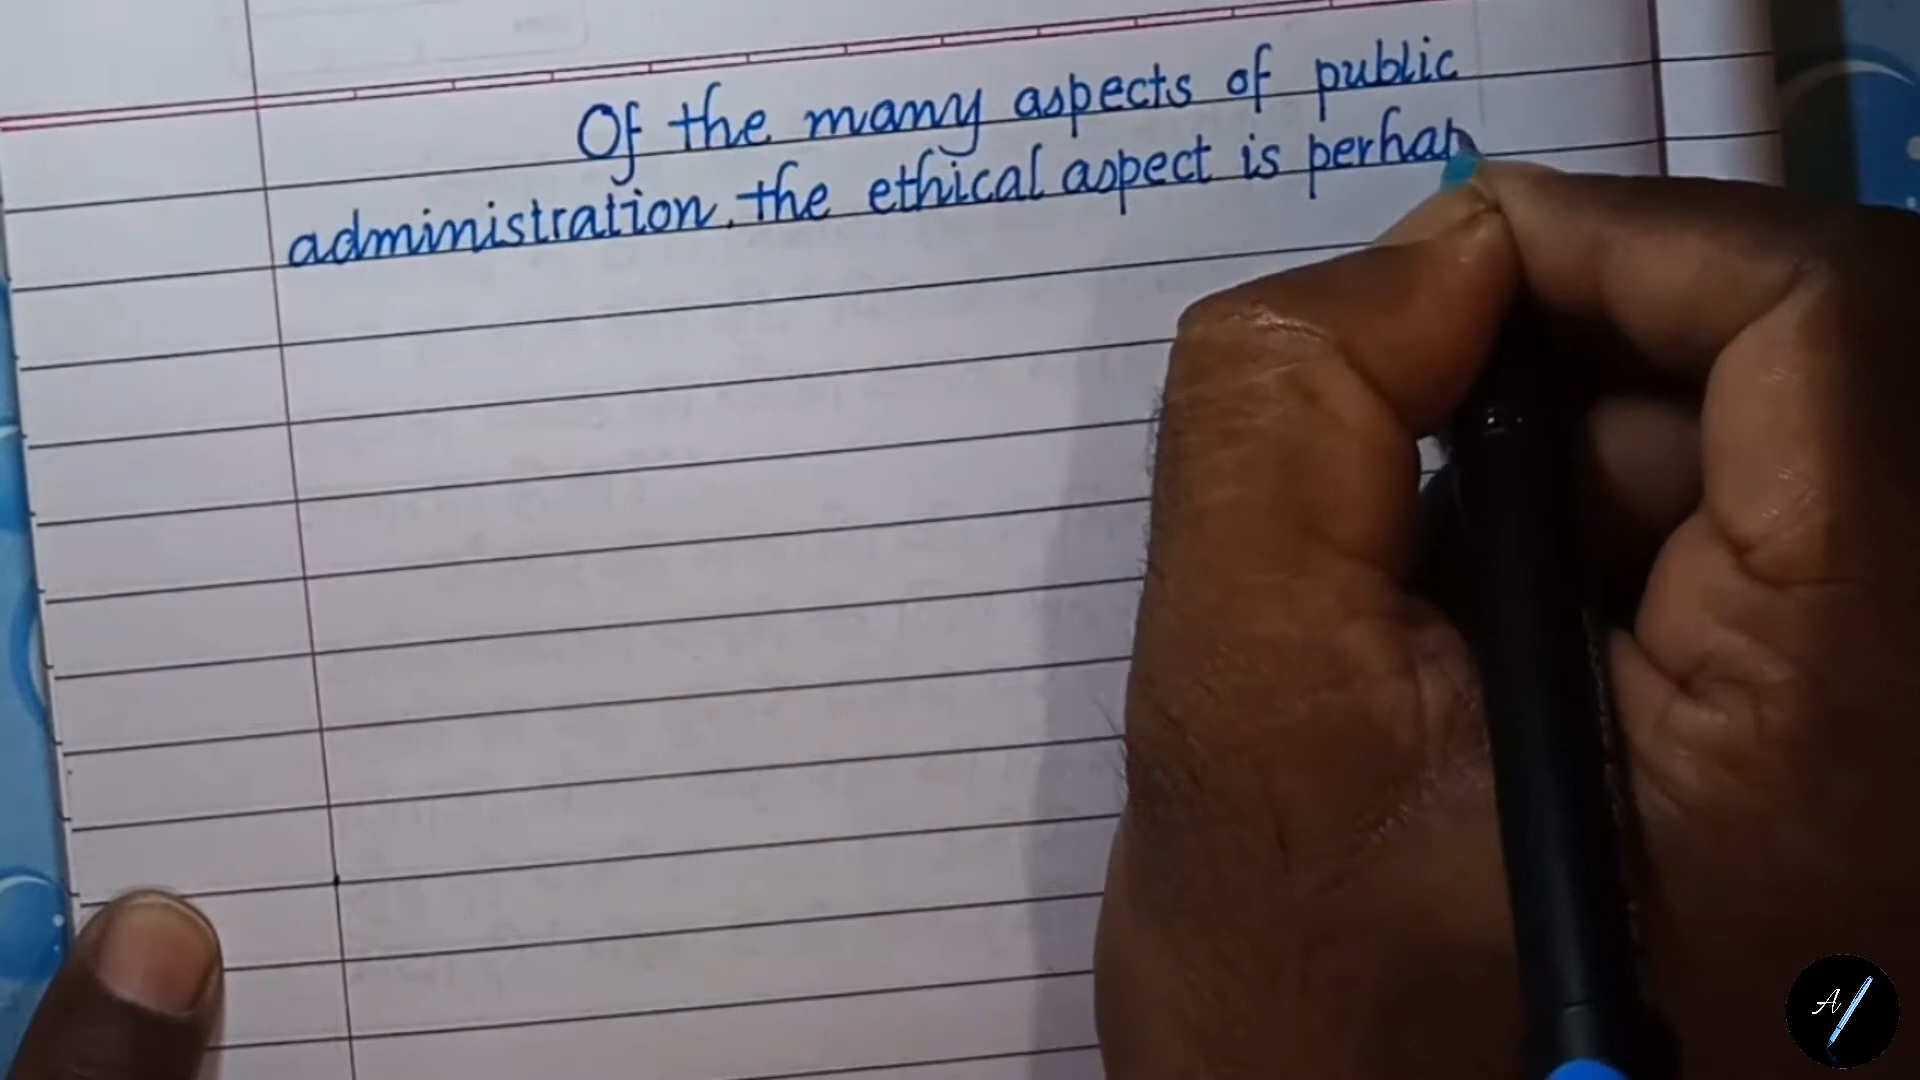 Of the many aspects of public
administration, the ethical aspect is perhap
A